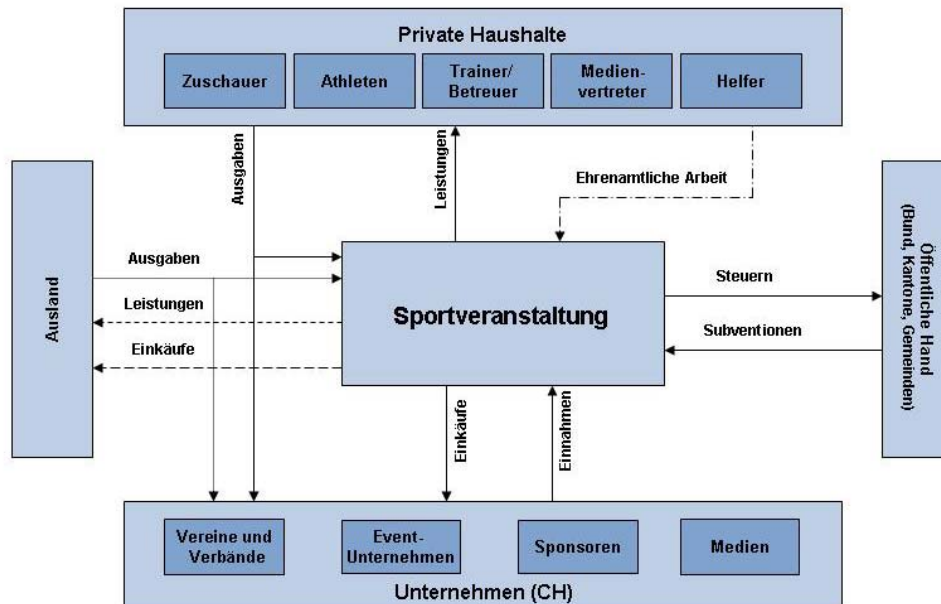 Private Haushalte
Zuschauer
Athleten
Trainer/
Betreuer
Medien-
vertreter
Helfer
Ausgaben
Leistungen
Ehrenamtliche Arbeit
Ausland
Ausgaben
Leistungen
Einkäufe
Sportveranstaltung
Steuern
Subventionen
Öffentliche Hand
(Bund, Kantone, Gemeinden)
Einkäufe
Einnahmen
Vereine und
Verbände
Event-
Unternehmen
Sponsoren
Medien
Unternehmen (CH)